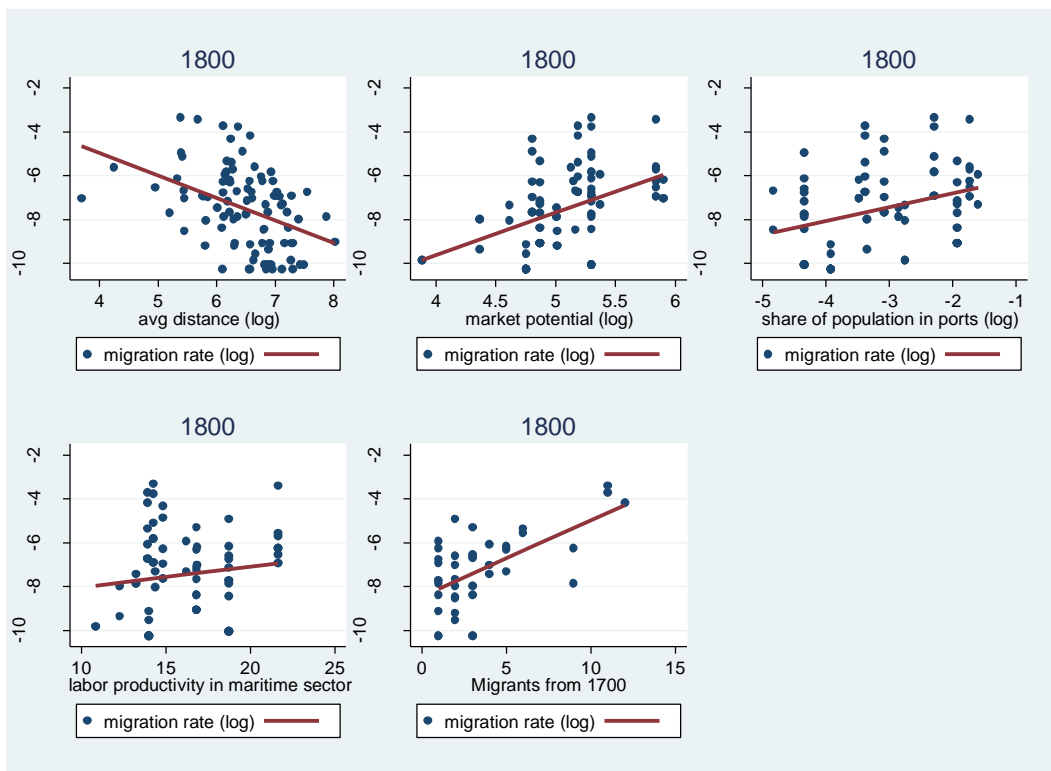 1800
-2
-4
-6
-8
-10
4 5 6 7 8
avg distance (log)
migration rate (log)
1800
-2
-4
-6
-8
-10
4 4.5 5 5.5 6
market potential (log)
migration rate (log)
1800
-2
-4
-6
-8
-10
-5 -4 -3 -2 -1
share of population in ports (log)
migration rate (log)
1800
-2
-4
-6
-8
-10
10 15 20 25
labor productivity in maritime sector
migration rate (log)
1800
-2
-4
-6
-8
-10
0 5 10 15
Migrants from 1700
migration rate (log)